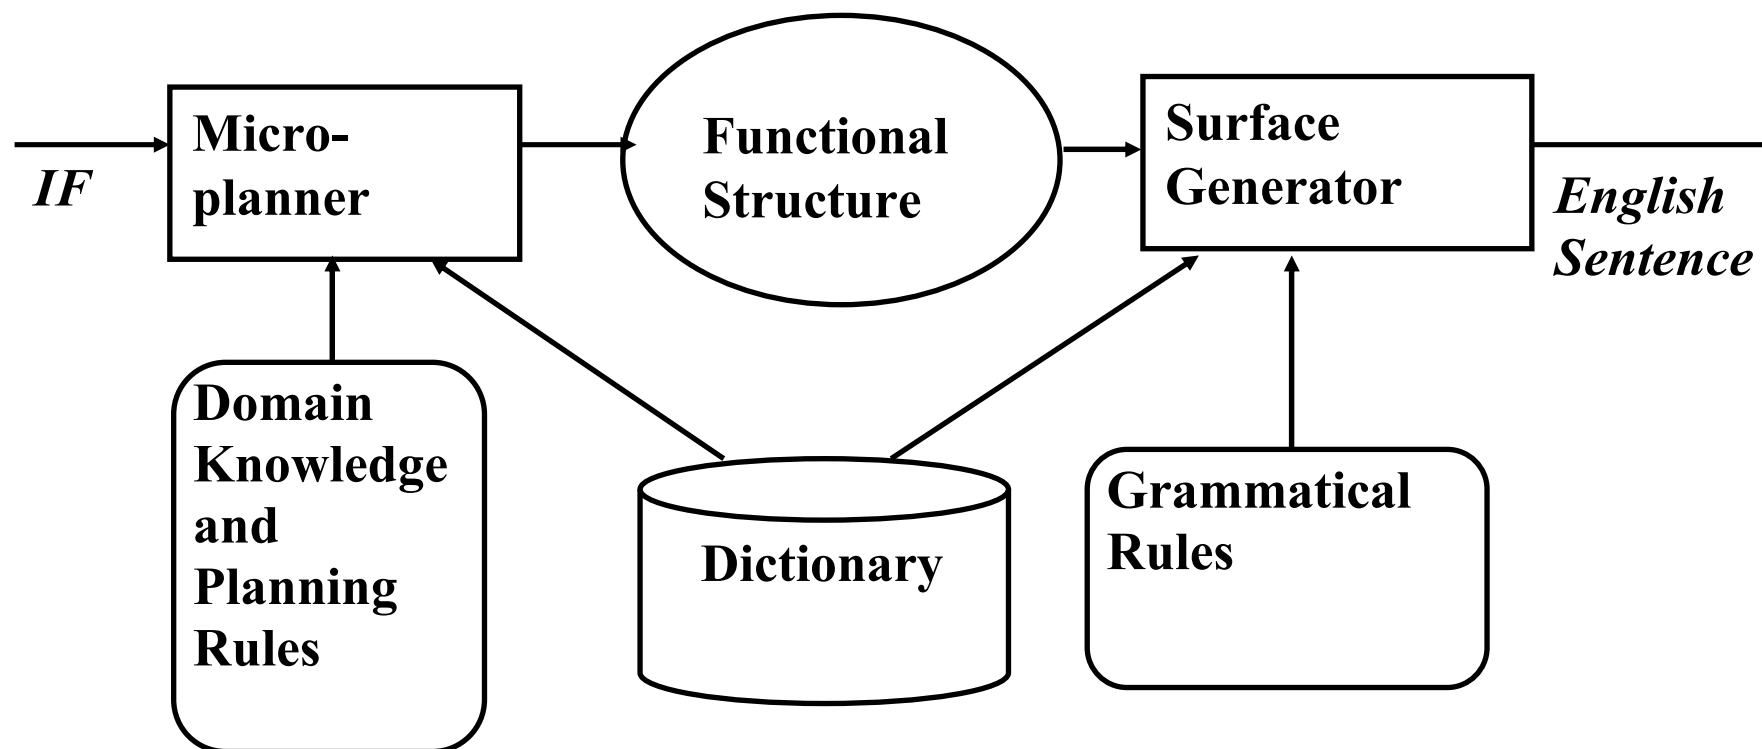 IF
Micro-
planner
Functional
Structure
Surface
Generator
English
Sentence
Domain
Knowledge
and
Planning
Rules
Dictionary
Grammatical
Rules